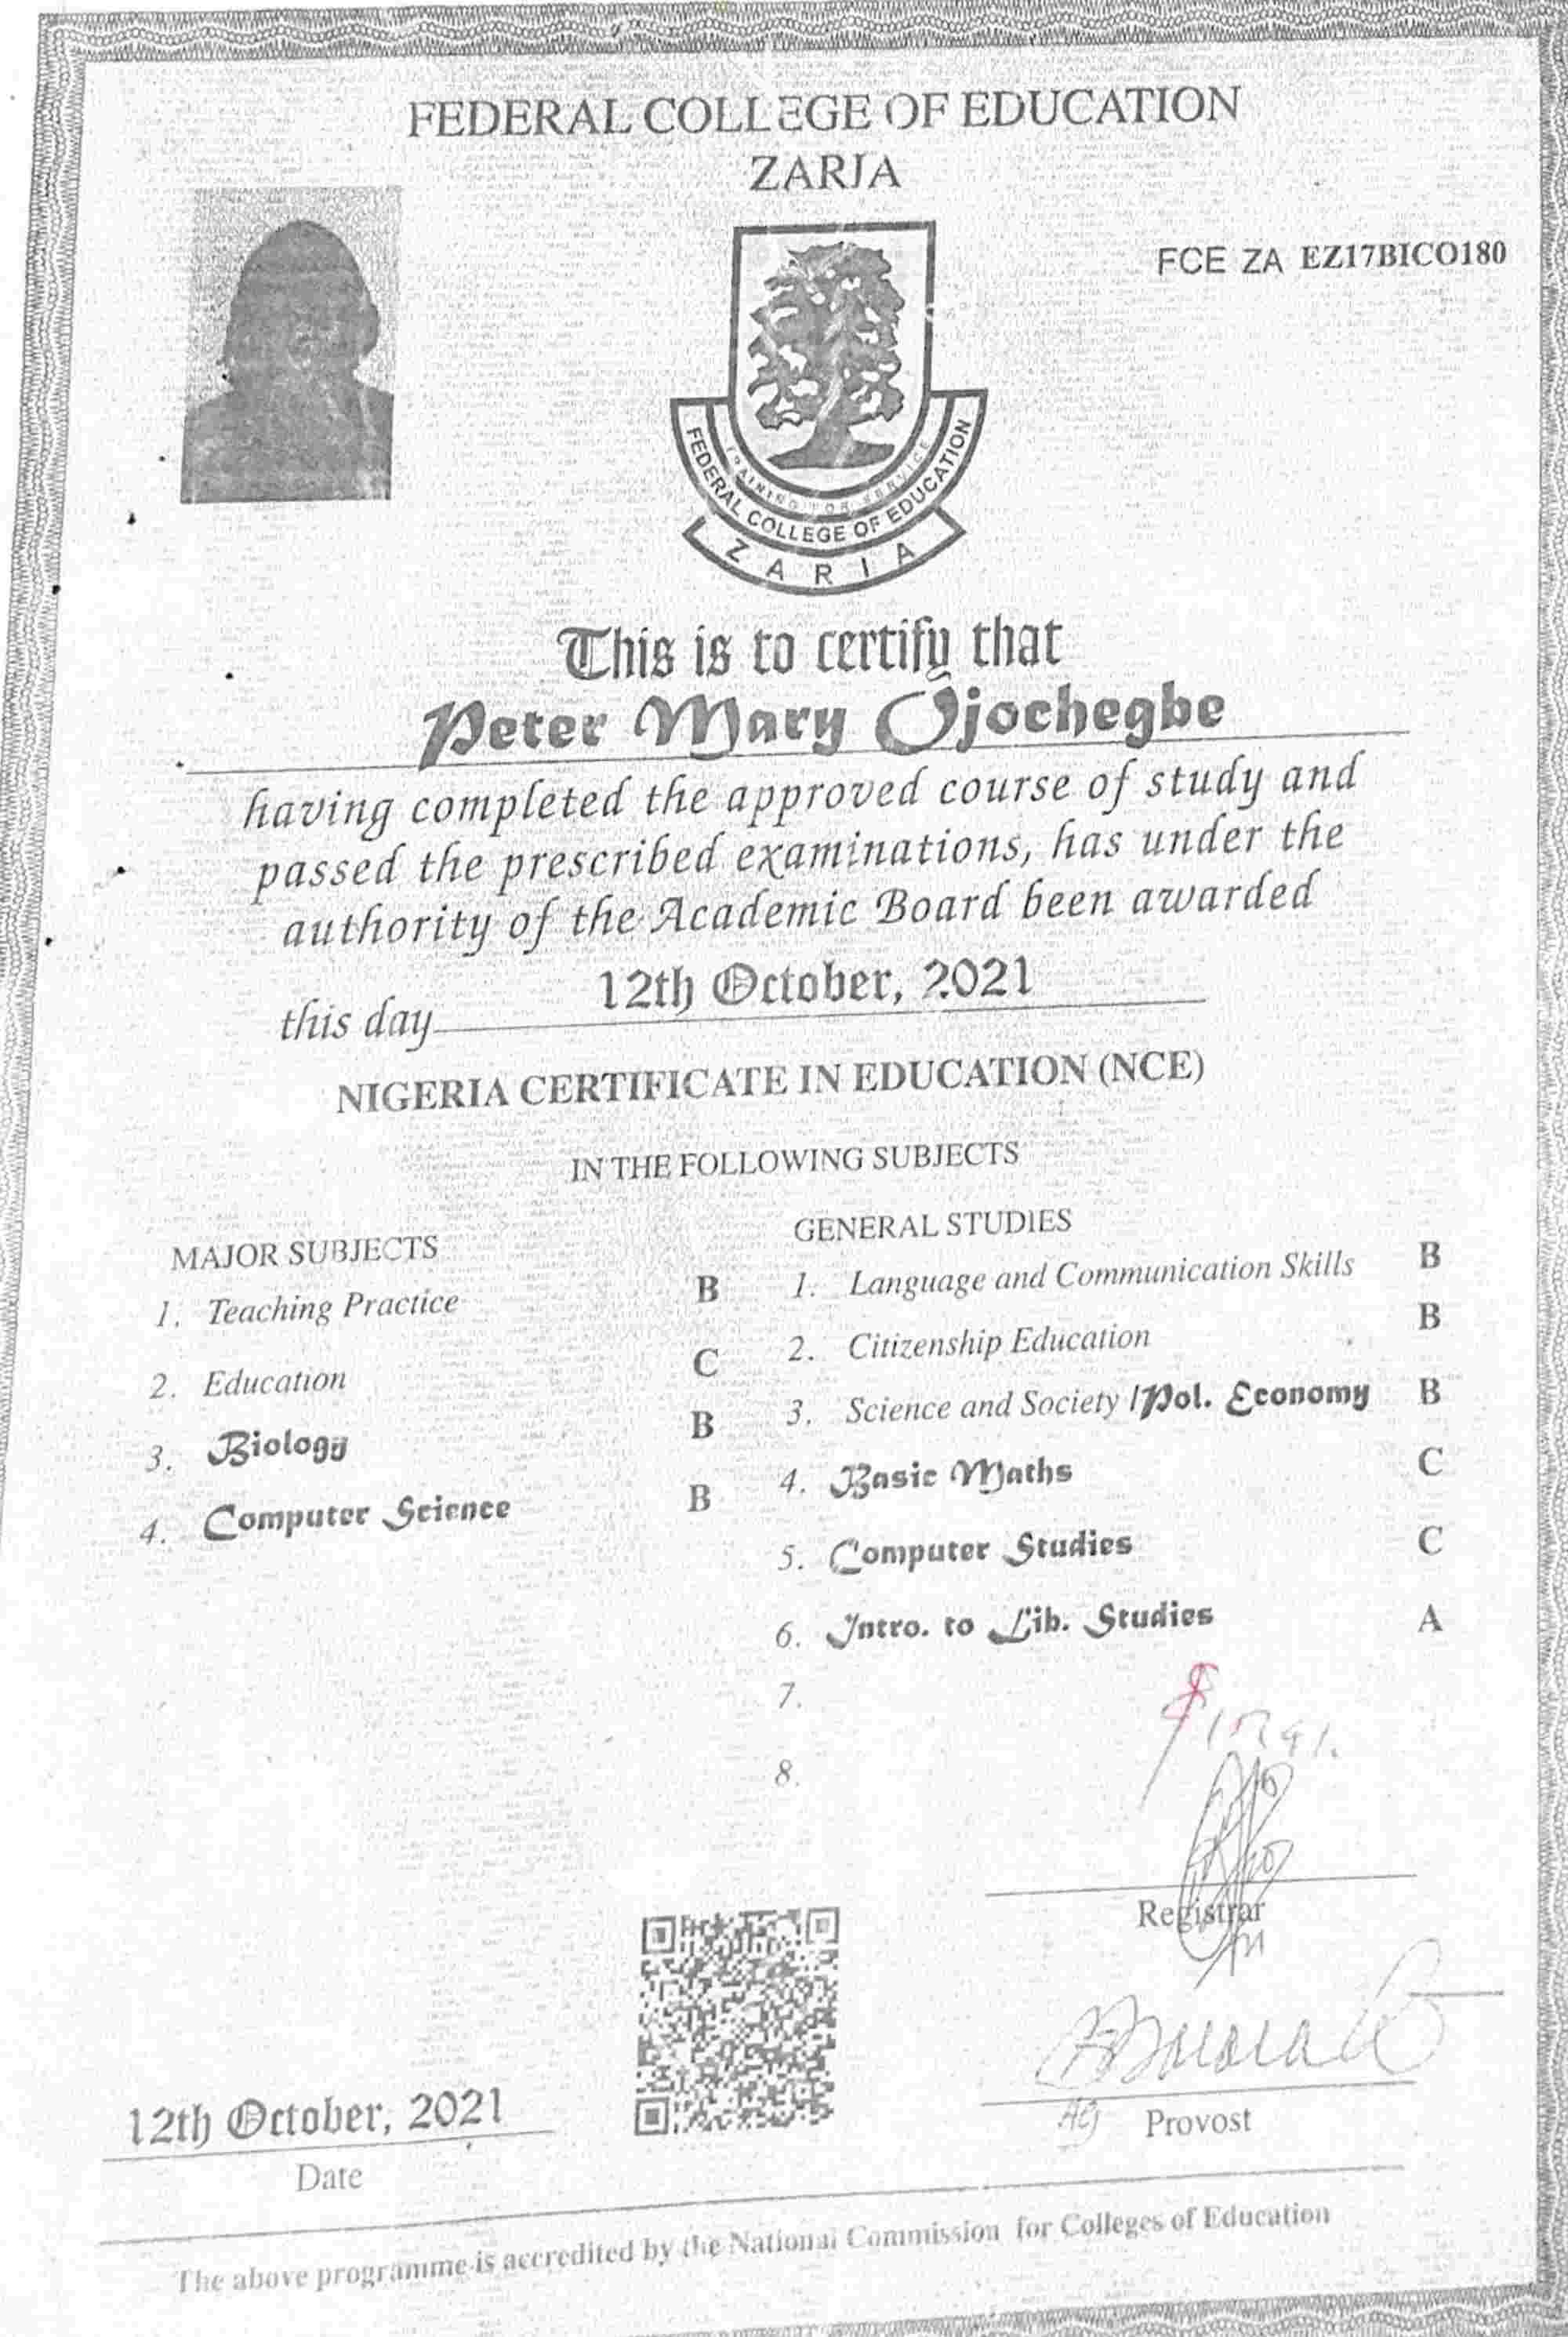 FEDERAL COLLEGE OF EDUCATION
ZARIA
FCE ZA EZ17BICO180
TRAINING FOR SERVICE
FEDERAL COLLEGE OF EDUCATION
ZARIA
This is to certify that
Peter Mary Ojochegbe
having completed the approved course of study and
passed the prescribed examinations, has under the
authority of the Academic Board been awarded
this day 12th October, 2021
NIGERIA CERTIFICATE IN EDUCATION (NCE)
IN THE FOLLOWING SUBJECTS
MAJOR SUBJECTS
1. Teaching Practice B
2. Education C
3. Biology B
4. Computer Science B
GENERAL STUDIES
1. Language and Communication Skills B
2. Citizenship Education B
3. Science and Society /Pol. Economy B
4. Basic Maths C
5. Computer Studies C
6. Intro. to Lib. Studies A
7.
8.
Registrar
Ag Provost
12th October, 2021
Date
The above programme is accredited by the National Commission for Colleges of Education